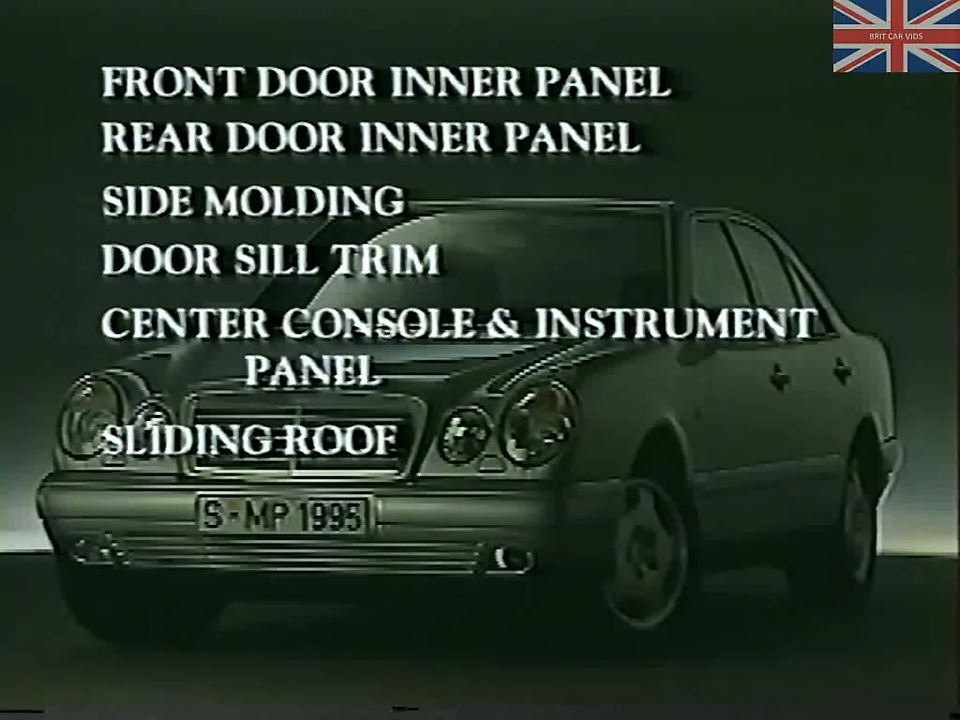 BRIT CAR VIDS
FRONT DOOR INNER PANEL
REAR DOOR INNER PANEL
SIDE MOLDING
DOOR SILL TRIM
CENTER CONSOLE & INSTRUMENT
PANEL
SLIDING ROOF
S-MP 1995